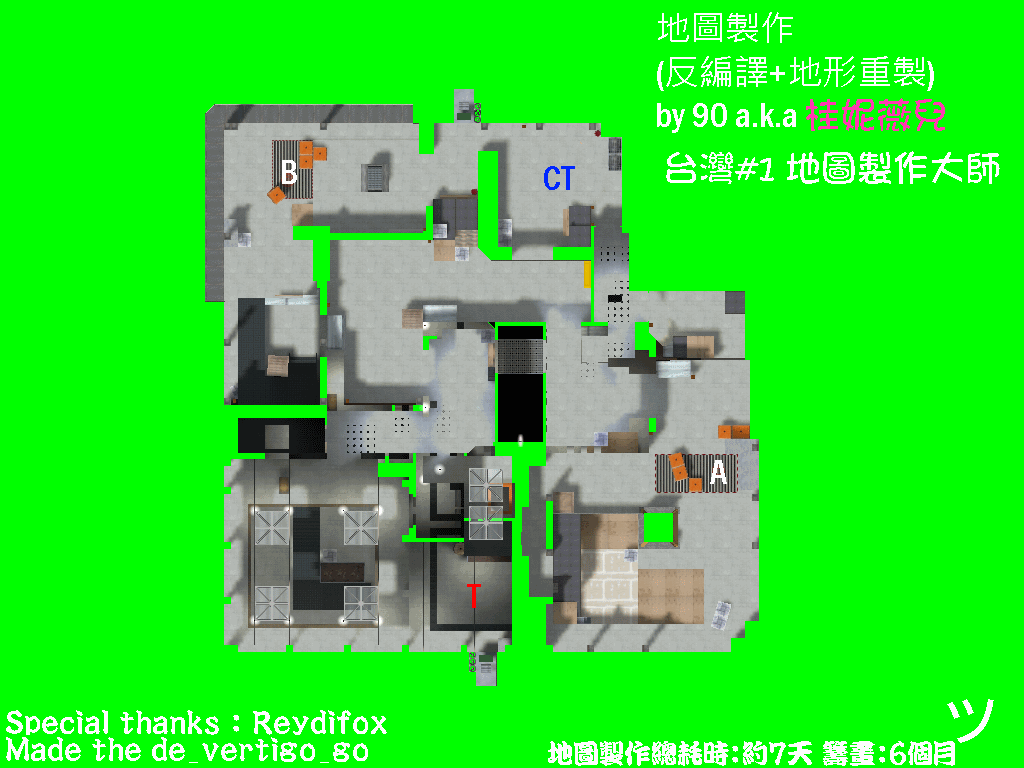 地圖製作
(反編譯+地形重製)
by 90 a.k.a 桂妮薇兒
台灣#1 地圖製作大師
B
CT
A
T
Special thanks : Reydifox
Made the de_vertigo_go
ツ
地圖製作總耗時:約7天 籌畫:6個月